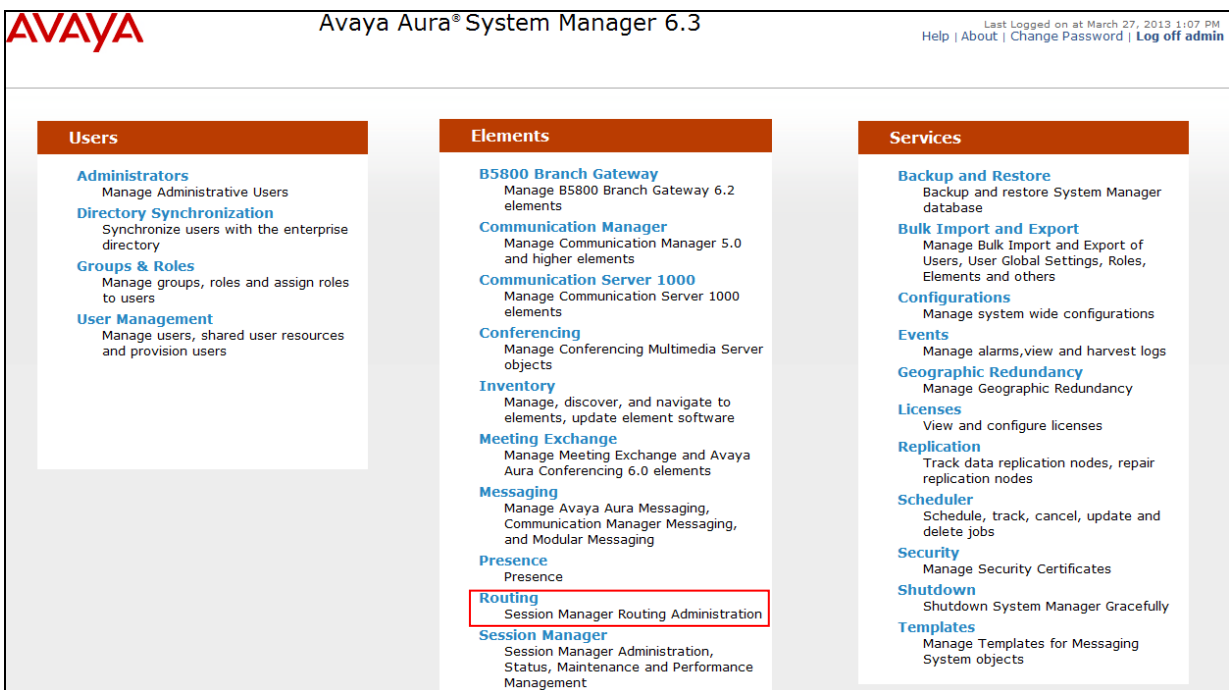 AVAYA
Avaya Aura® System Manager 6.3
Last Logged on at March 27, 2013 1:07 PM
Help | About | Change Password | Log off admin
Users
Administrators
Manage Administrative Users
Directory Synchronization
Synchronize users with the enterprise
directory
Groups & Roles
Manage groups, roles and assign roles
to users
User Management
Manage users, shared user resources
and provision users
Elements
B5800 Branch Gateway
Manage B5800 Branch Gateway 6.2
elements
Communication Manager
Manage Communication Manager 5.0
and higher elements
Communication Server 1000
Manage Communication Server 1000
elements
Conferencing
Manage Conferencing Multimedia Server
objects
Inventory
Manage, discover, and navigate to
elements, update element software
Meeting Exchange
Manage Meeting Exchange and Avaya
Aura Conferencing 6.0 elements
Messaging
Manage Avaya Aura Messaging,
Communication Manager Messaging,
and Modular Messaging
Presence
Presence
Routing
Session Manager Routing Administration
Session Manager
Session Manager Administration,
Status, Maintenance and Performance
Management
Services
Backup and Restore
Backup and restore System Manager
database
Bulk Import and Export
Manage Bulk Import and Export of
Users, User Global Settings, Roles,
Elements and others
Configurations
Manage system wide configurations
Events
Manage alarms,view and harvest logs
Geographic Redundancy
Manage Geographic Redundancy
Licenses
View and configure licenses
Replication
Track data replication nodes, repair
replication nodes
Scheduler
Schedule, track, cancel, update and
delete jobs
Security
Manage Security Certificates
Shutdown
Shutdown System Manager Gracefully
Templates
Manage Templates for Messaging
System objects